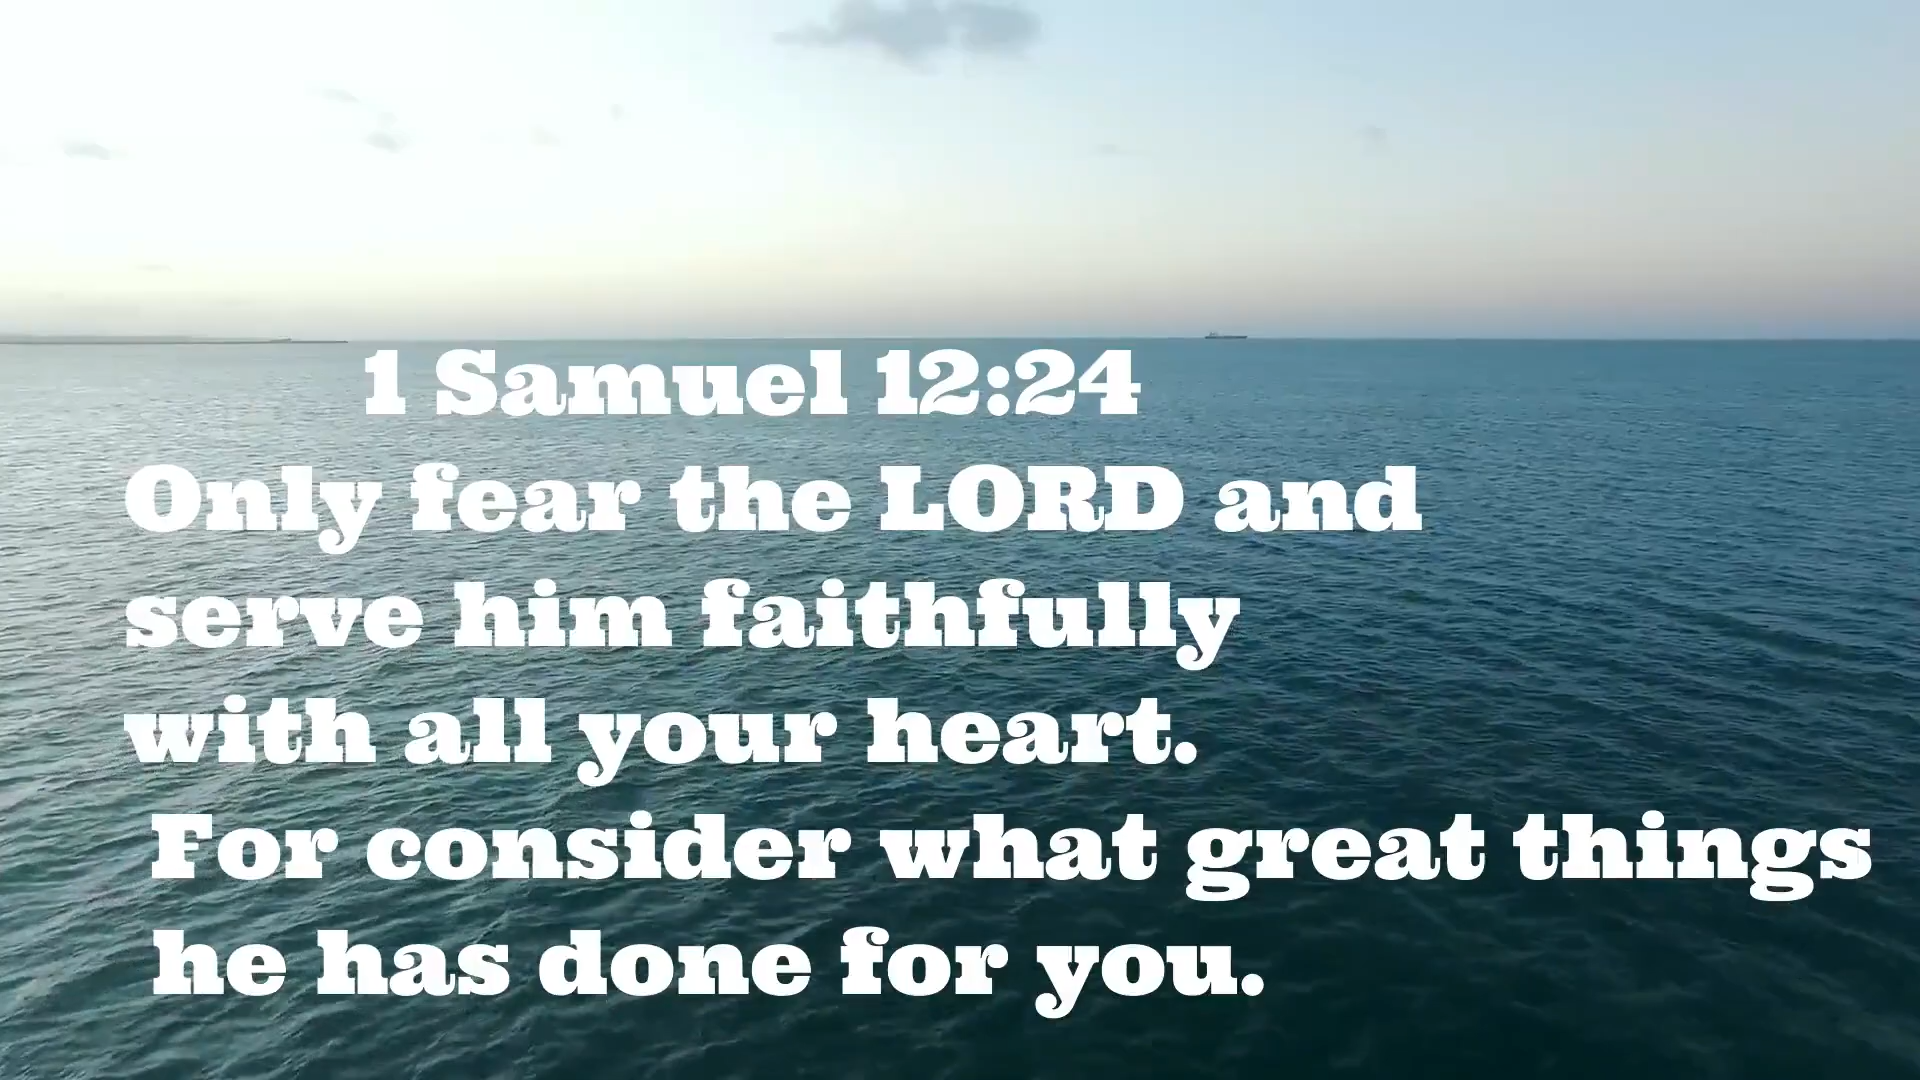 1 Samuel 12:24
Only fear the LORD and
serve him faithfully
with all your heart.
For consider what great things
he has done for you.